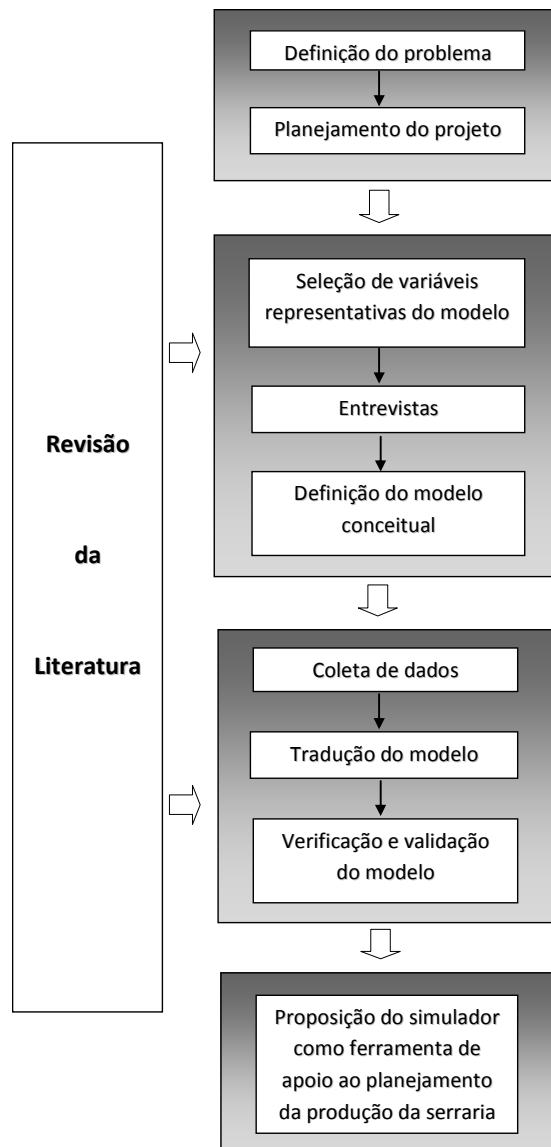 Definição do problema
Planejamento do projeto
Seleção de variáveis
representativas do modelo
Entrevistas
Definição do modelo
conceitual
Revisão
da
Literatura
Coleta de dados
Tradução do modelo
Verificação e validação
do modelo
Proposição do simulador
como ferramenta de
apoio ao planejamento
da produção da serraria